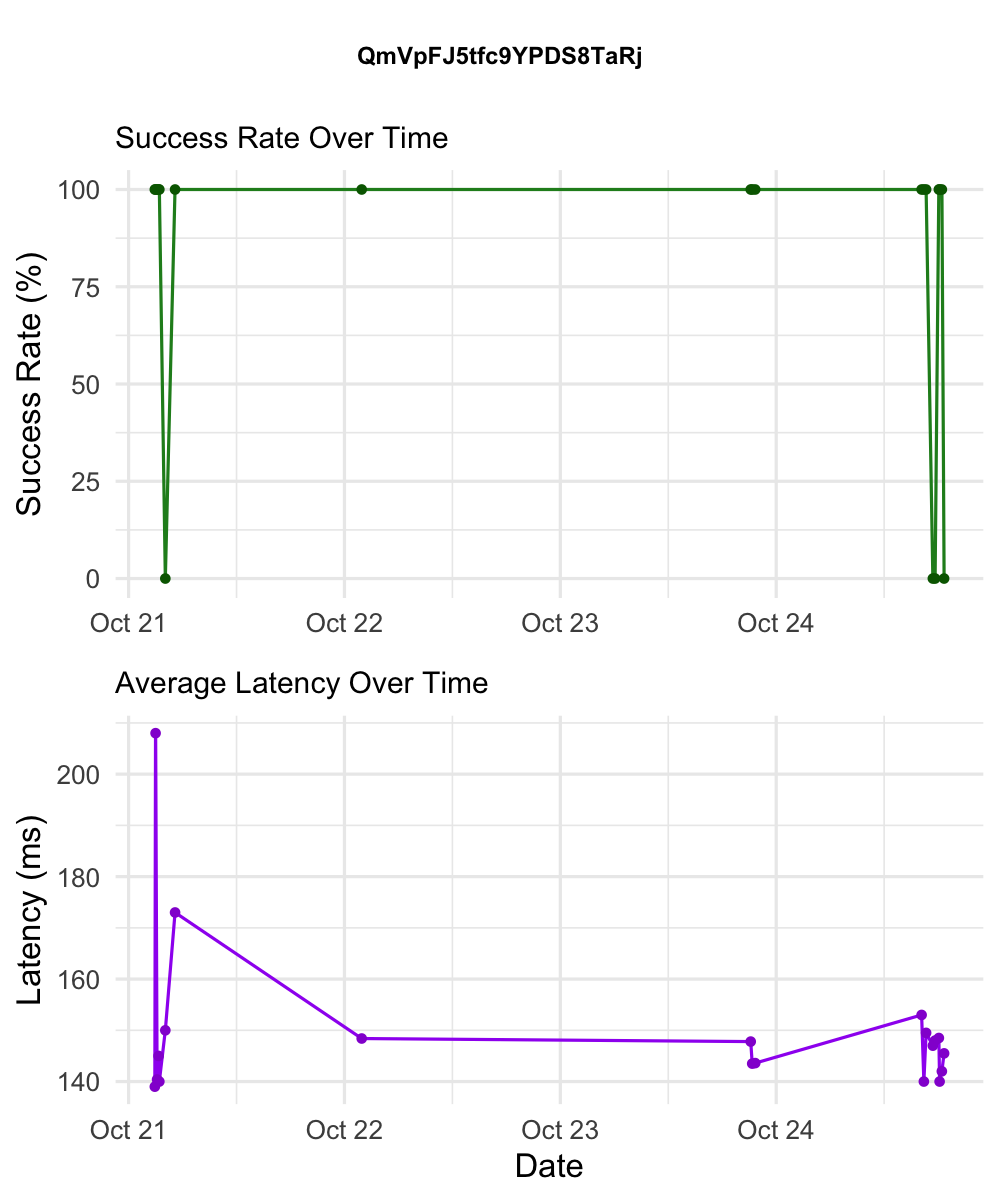 QmVpFJ5tfc9YPDS8TaRj
Success Rate Over Time
Success Rate (%)
100
75
50
25
0
Oct 21 Oct 22 Oct 23 Oct 24
Average Latency Over Time
Latency (ms)
200
180
160
140
Oct 21 Oct 22 Oct 23 Oct 24
Date